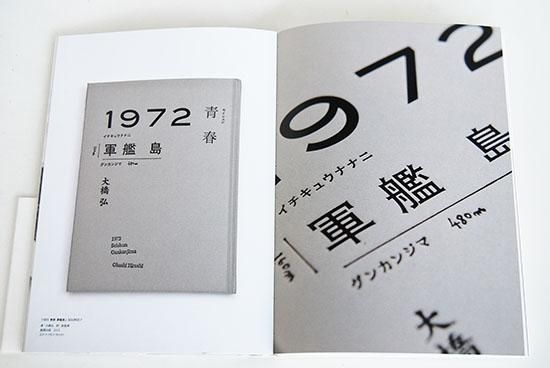 1972
青春
イチキュウナナニ
軍艦島
グンカンジマ
480m
大橋弘
1972
Seishun
Gunkanjima
Ohashi Hiroshi
1972
イチキュウナナニ
軍艦島
グンカンジマ
480m
大橋